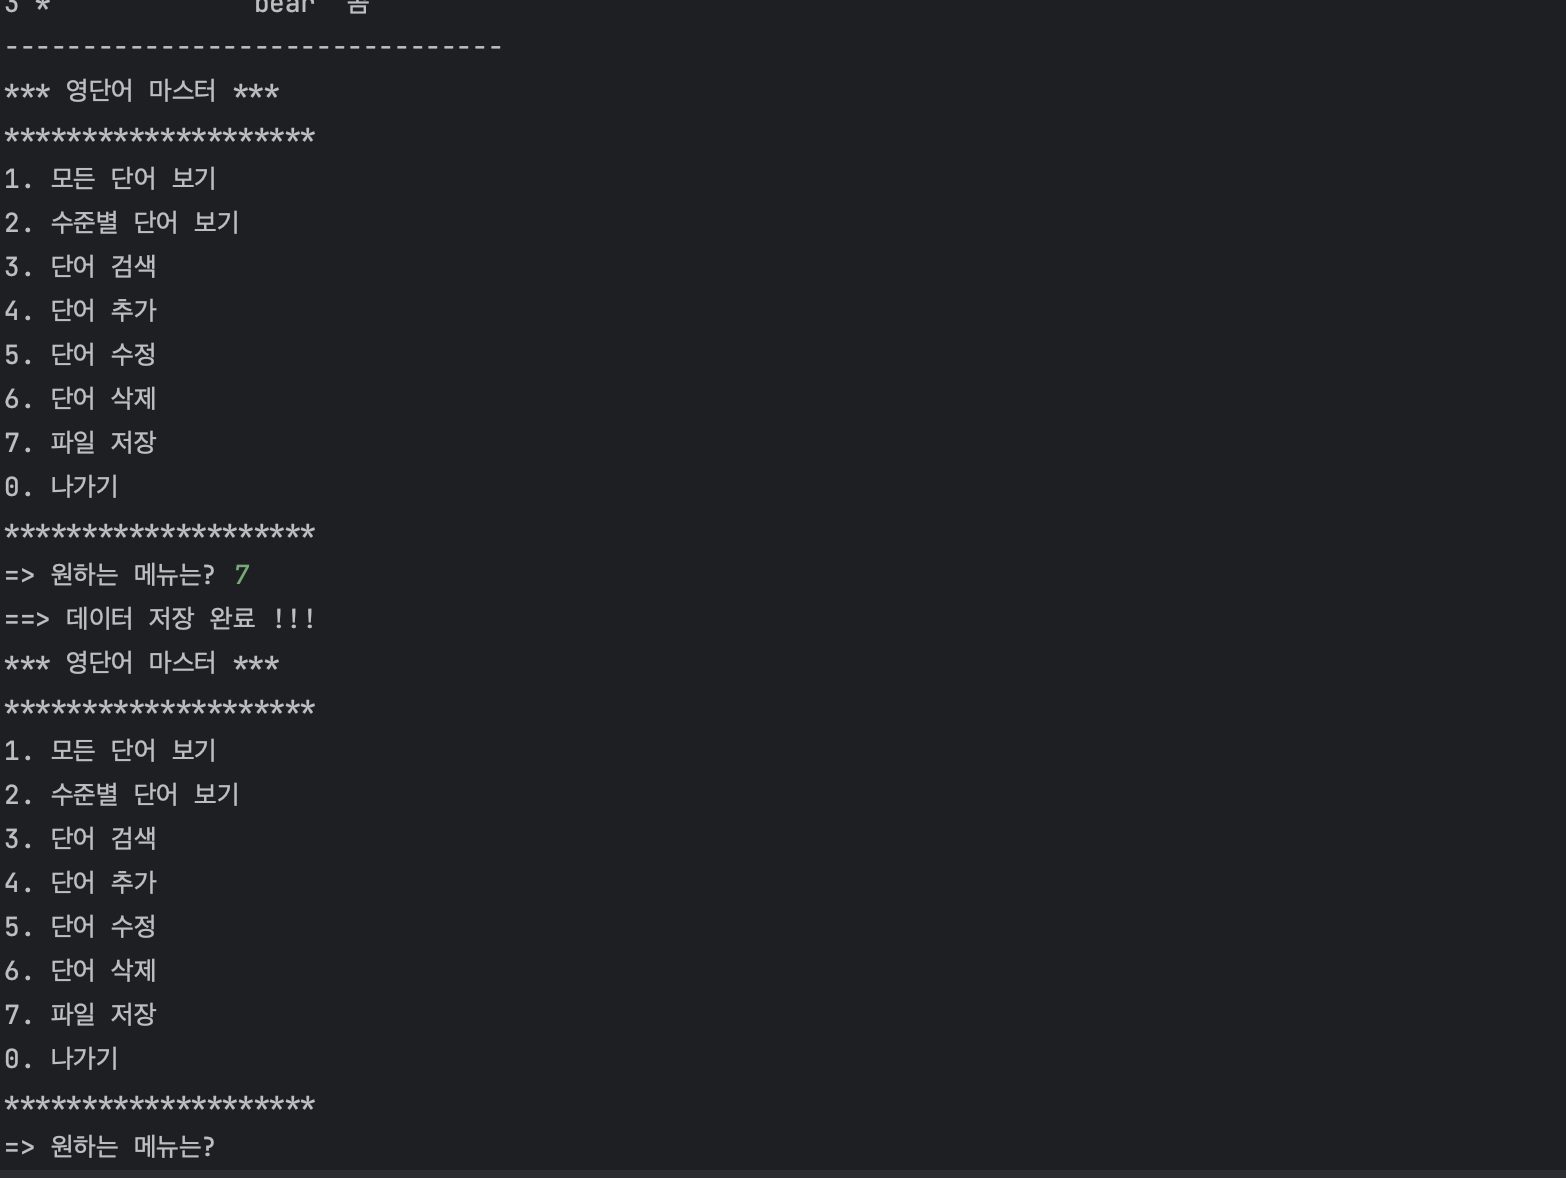 3 *             bear  곰
--------------------------------
*** 영단어 마스터 ***
********************
1. 모든 단어 보기
2. 수준별 단어 보기
3. 단어 검색
4. 단어 추가
5. 단어 수정
6. 단어 삭제
7. 파일 저장
0. 나가기
********************
=> 원하는 메뉴는? 7
==> 데이터 저장 완료 !!!
*** 영단어 마스터 ***
********************
1. 모든 단어 보기
2. 수준별 단어 보기
3. 단어 검색
4. 단어 추가
5. 단어 수정
6. 단어 삭제
7. 파일 저장
0. 나가기
********************
=> 원하는 메뉴는?